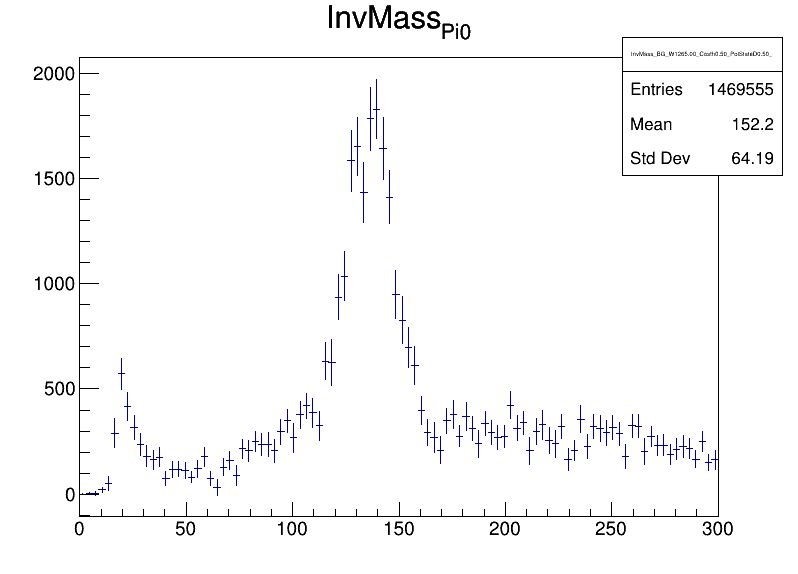 InvMass_Pi0
InvMass_BG_W1265.00_Costh0.50_PolStateD0.50_
Entries 1469555
Mean 152.2
Std Dev 64.19
2000
1500
1000
500
0
0 50 100 150 200 250 300